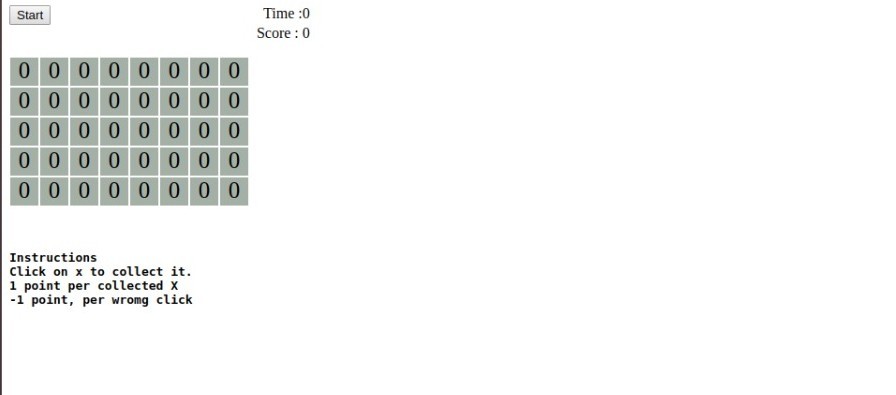 Start
Time :0
Score : 0
0 0 0 0 0 0 0 0
0 0 0 0 0 0 0 0
0 0 0 0 0 0 0 0
0 0 0 0 0 0 0 0
0 0 0 0 0 0 0 0
Instructions
Click on x to collect it.
1 point per collected X
-1 point, per wromg click